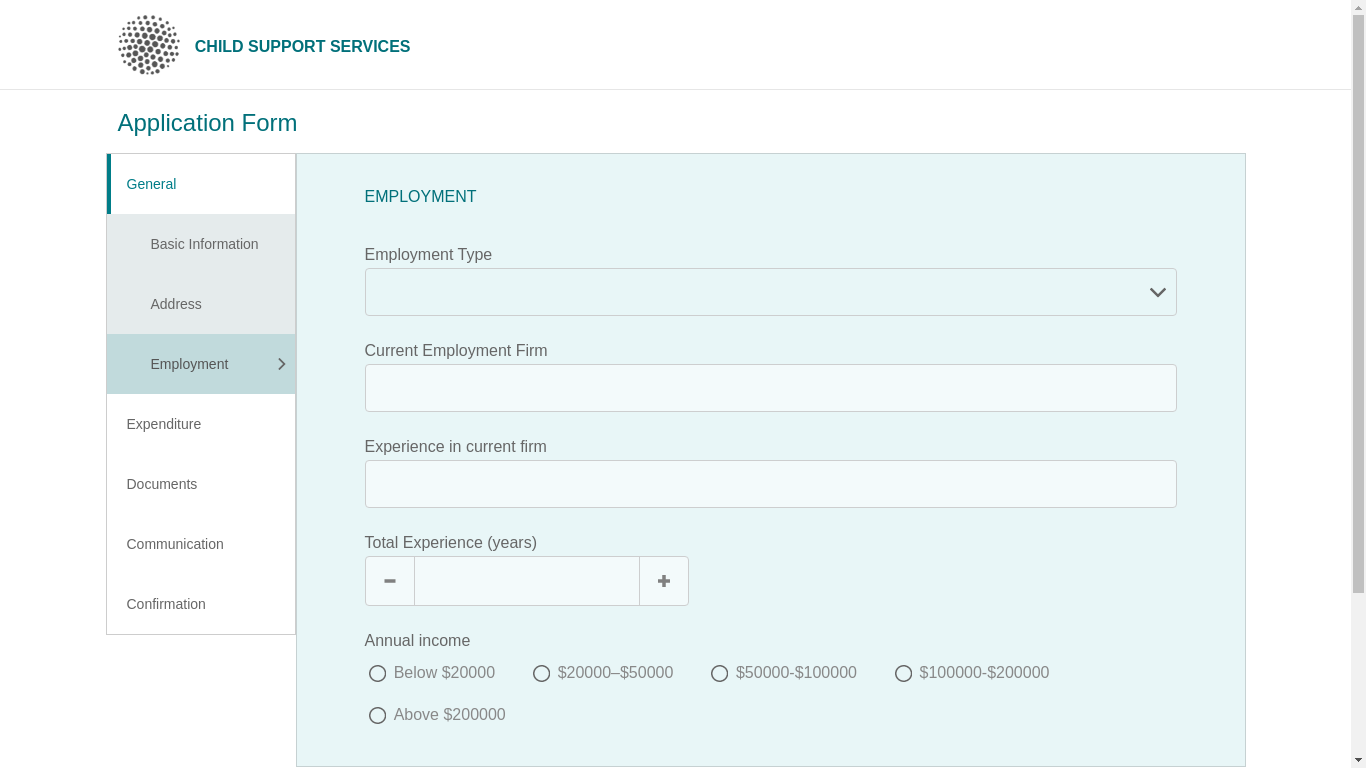 CHILD SUPPORT SERVICES
Application Form
General
Basic Information
Address
Employment
Expenditure
Documents
Communication
Confirmation
EMPLOYMENT
Employment Type
Current Employment Firm
Experience in current firm
Total Experience (years)
Annual income
Below $20000 $20000–$50000 $50000-$100000 $100000-$200000
Above $200000